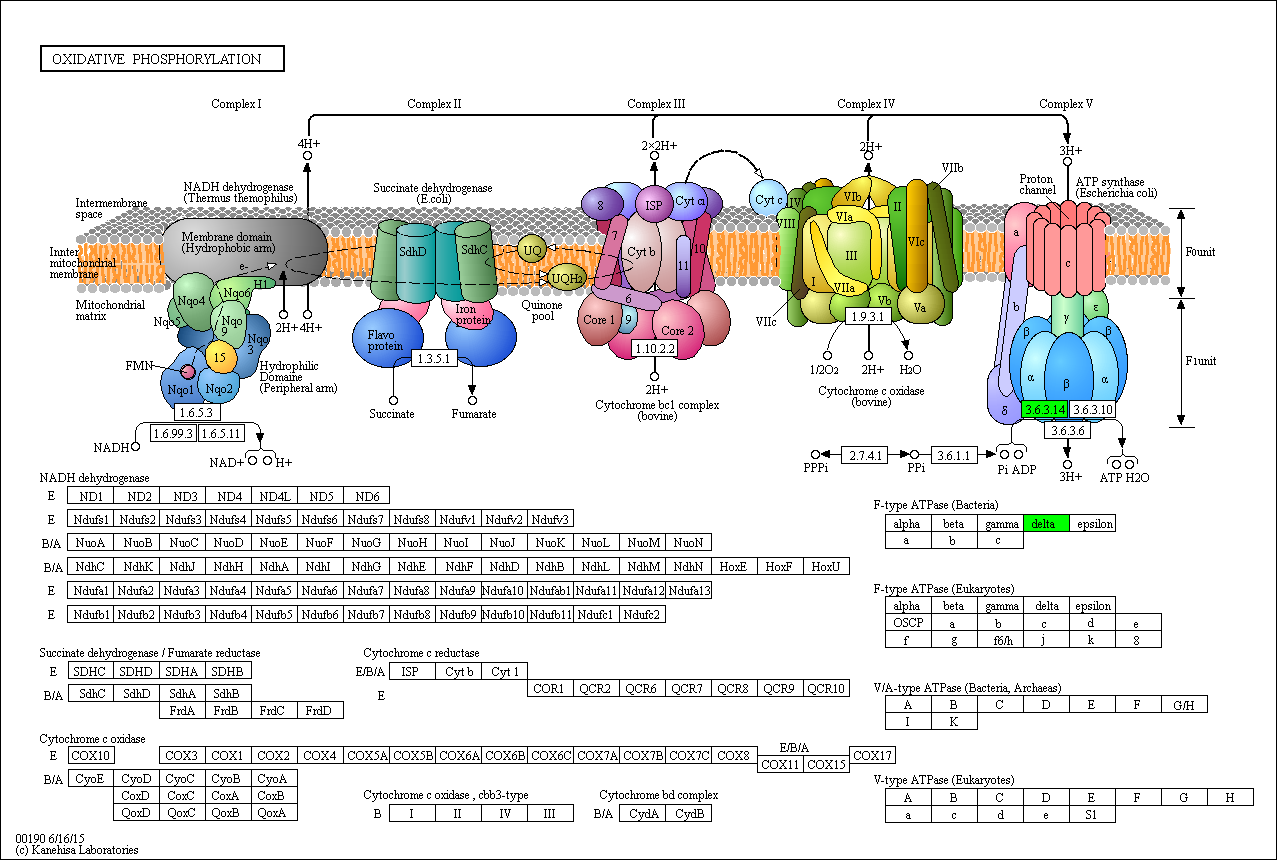 OXIDATIVE PHOSPHORYLATION
Complex I
Complex II
Complex III
Complex IV
Complex V
4H+
2×2H+
2H+
3H+
NADH dehydrogenase
(Thermus themophilus)
Succinate dehydrogenase
(E.coli)
Intermembrane
space
Innter
mitochondrial
membrane
Mitochondrial
matrix
Membrane domain
(Hydrophobic arm)
e-
H1
Nqo4
Nqo6
Nqo5
Nqo
9
Nqo
3
15
FMN
Nqo1
Nqo2
2H+ 4H+
Hydrophilic
Domaine
(Peripheral arm)
1.6.5.3
1.6.99.3
1.6.5.11
NADH
NAD+
H+
SdhD
SdhC
Flavo
protein
Iron
protein
1.3.5.1
Succinate
Fumarate
UQ
UQH2
Quinone
pool
8
ISP
Cyt c1
7
Cyt b
10
11
6
Core 1
9
Core 2
1.10.2.2
2H+
Cytochrome bc1 complex
(bovine)
Cyt c
IV
VIb
VIIb
VIII
VIa
II
III
VIc
I
VIIa
VIIc
Vb
Va
1.9.3.1
1/2O2
2H+
H2O
Cytochrome c oxidase
(bovine)
Proton
channel
ATP synthase
(Escherichia coli)
a
c
b
γ
ε
β
β
α
β
α
δ
F0unit
F1unit
3.6.3.14
3.6.3.10
3.6.3.6
PPPi
2.7.4.1
PPi
3.6.1.1
Pi ADP
3H+
ATP H2O
NADH dehydrogenase
E ND1 ND2 ND3 ND4 ND4L ND5 ND6
E Ndufs1 Ndufs2 Ndufs3 Ndufs4 Ndufs5 Ndufs6 Ndufs7 Ndufs8 Ndufv1 Ndufv2 Ndufv3
B/A NuoA NuoB NuoC NuoD NuoE NuoF NuoG NuoH NuoI NuoJ NuoK NuoL NuoM NuoN
B/A NdhC NdhK NdhJ NdhH NdhA NdhI NdhG NdhE NdhF NdhD NdhB NdhL NdhM NdhN HoxE HoxF HoxU
E Ndufa1 Ndufa2 Ndufa3 Ndufa4 Ndufa5 Ndufa6 Ndufa7 Ndufa8 Ndufa9 Ndufa10 Ndufab1 Ndufa11 Ndufa12 Ndufa13
E Ndufb1 Ndufb2 Ndufb3 Ndufb4 Ndufb5 Ndufb6 Ndufb7 Ndufb8 Ndufb9 Ndufb10 Ndufb11 Ndufc1 Ndufc2
Succinate dehydrogenase / Fumarate reductase
E SDHC SDHD SDHA SDHB
B/A SdhC SdhD SdhA SdhB
FrdA FrdB FrdC FrdD
Cytochrome c reductase
E/B/A ISP Cyt b Cyt 1
E COR1 QCR2 QCR6 QCR7 QCR8 QCR9 QCR10
Cytochrome c oxidase
E COX10 COX3 COX1 COX2 COX4 COX5A COX5B COX6A COX6B COX6C COX7A COX7B COX7C COX8
E/B/A
COX11 COX15
COX17
B/A CyoE CyoD CyoC CyoB CyoA
CoxD CoxC CoxA CoxB
QoxD QoxC QoxB QoxA
Cytochrome c oxidase , cbb3-type
B I II IV III
Cytochrome bd complex
B/A CydA CydB
F-type ATPase (Bacteria)
alpha beta gamma delta epsilon
a b c
F-type ATPase (Eukaryotes)
alpha beta gamma delta epsilon
OSCP a b c d e
f g f6/h j k 8
V/A-type ATPase (Bacteria, Archaeas)
A B C D E F G/H
I K
V-type ATPase (Eukaryotes)
A B C D E F G H
a c d e S1
00190 6/16/15
(c) Kanehisa Laboratories